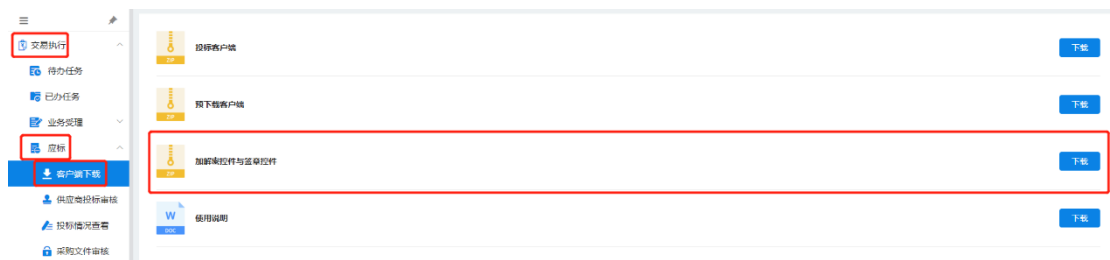 交易执行
待办任务
已办任务
业务受理
应标
客户端下载
供应商投标审核
投标情况查看
采购文件审核
ZIP
投标客户端
下载
ZIP
预下载客户端
下载
ZIP
加解密控件与签章控件
下载
W
DOC
使用说明
下载